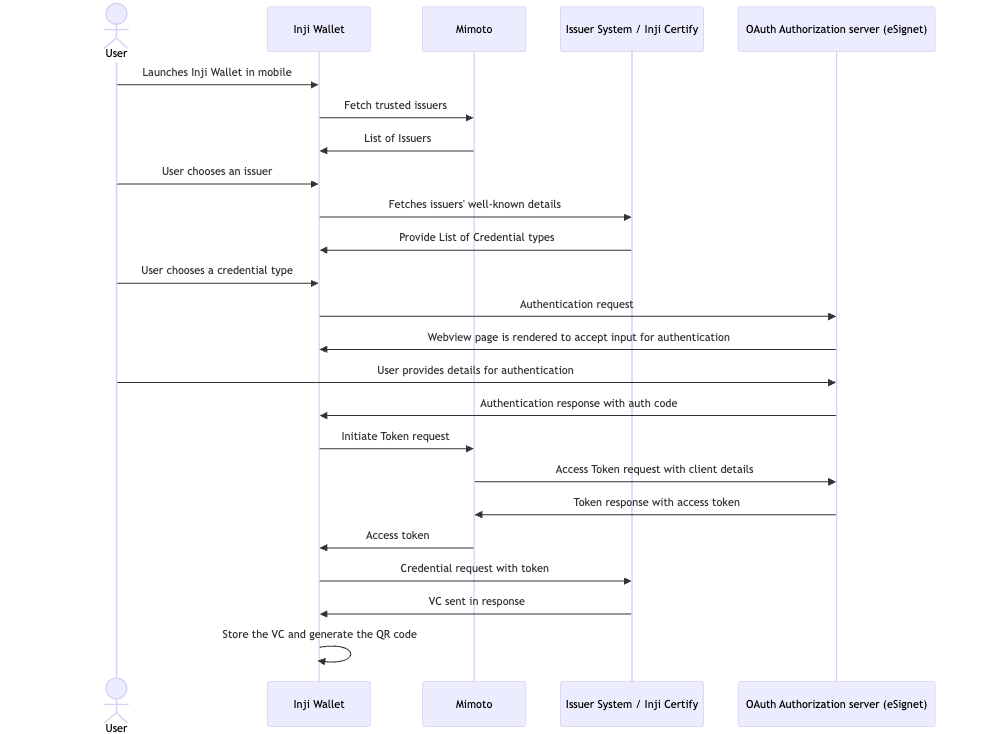 User
Inji Wallet
Mimoto
Issuer System / Inji Certify
OAuth Authorization server (eSignet)
Launches Inji Wallet in mobile
Fetch trusted issuers
List of Issuers
User chooses an issuer
Fetches issuers' well-known details
Provide List of Credential types
User chooses a credential type
Authentication request
Webview page is rendered to accept input for authentication
User provides details for authentication
Authentication response with auth code
Initiate Token request
Access Token request with client details
Token response with access token
Access token
Credential request with token
VC sent in response
Store the VC and generate the QR code
User
Inji Wallet
Mimoto
Issuer System / Inji Certify
OAuth Authorization server (eSignet)